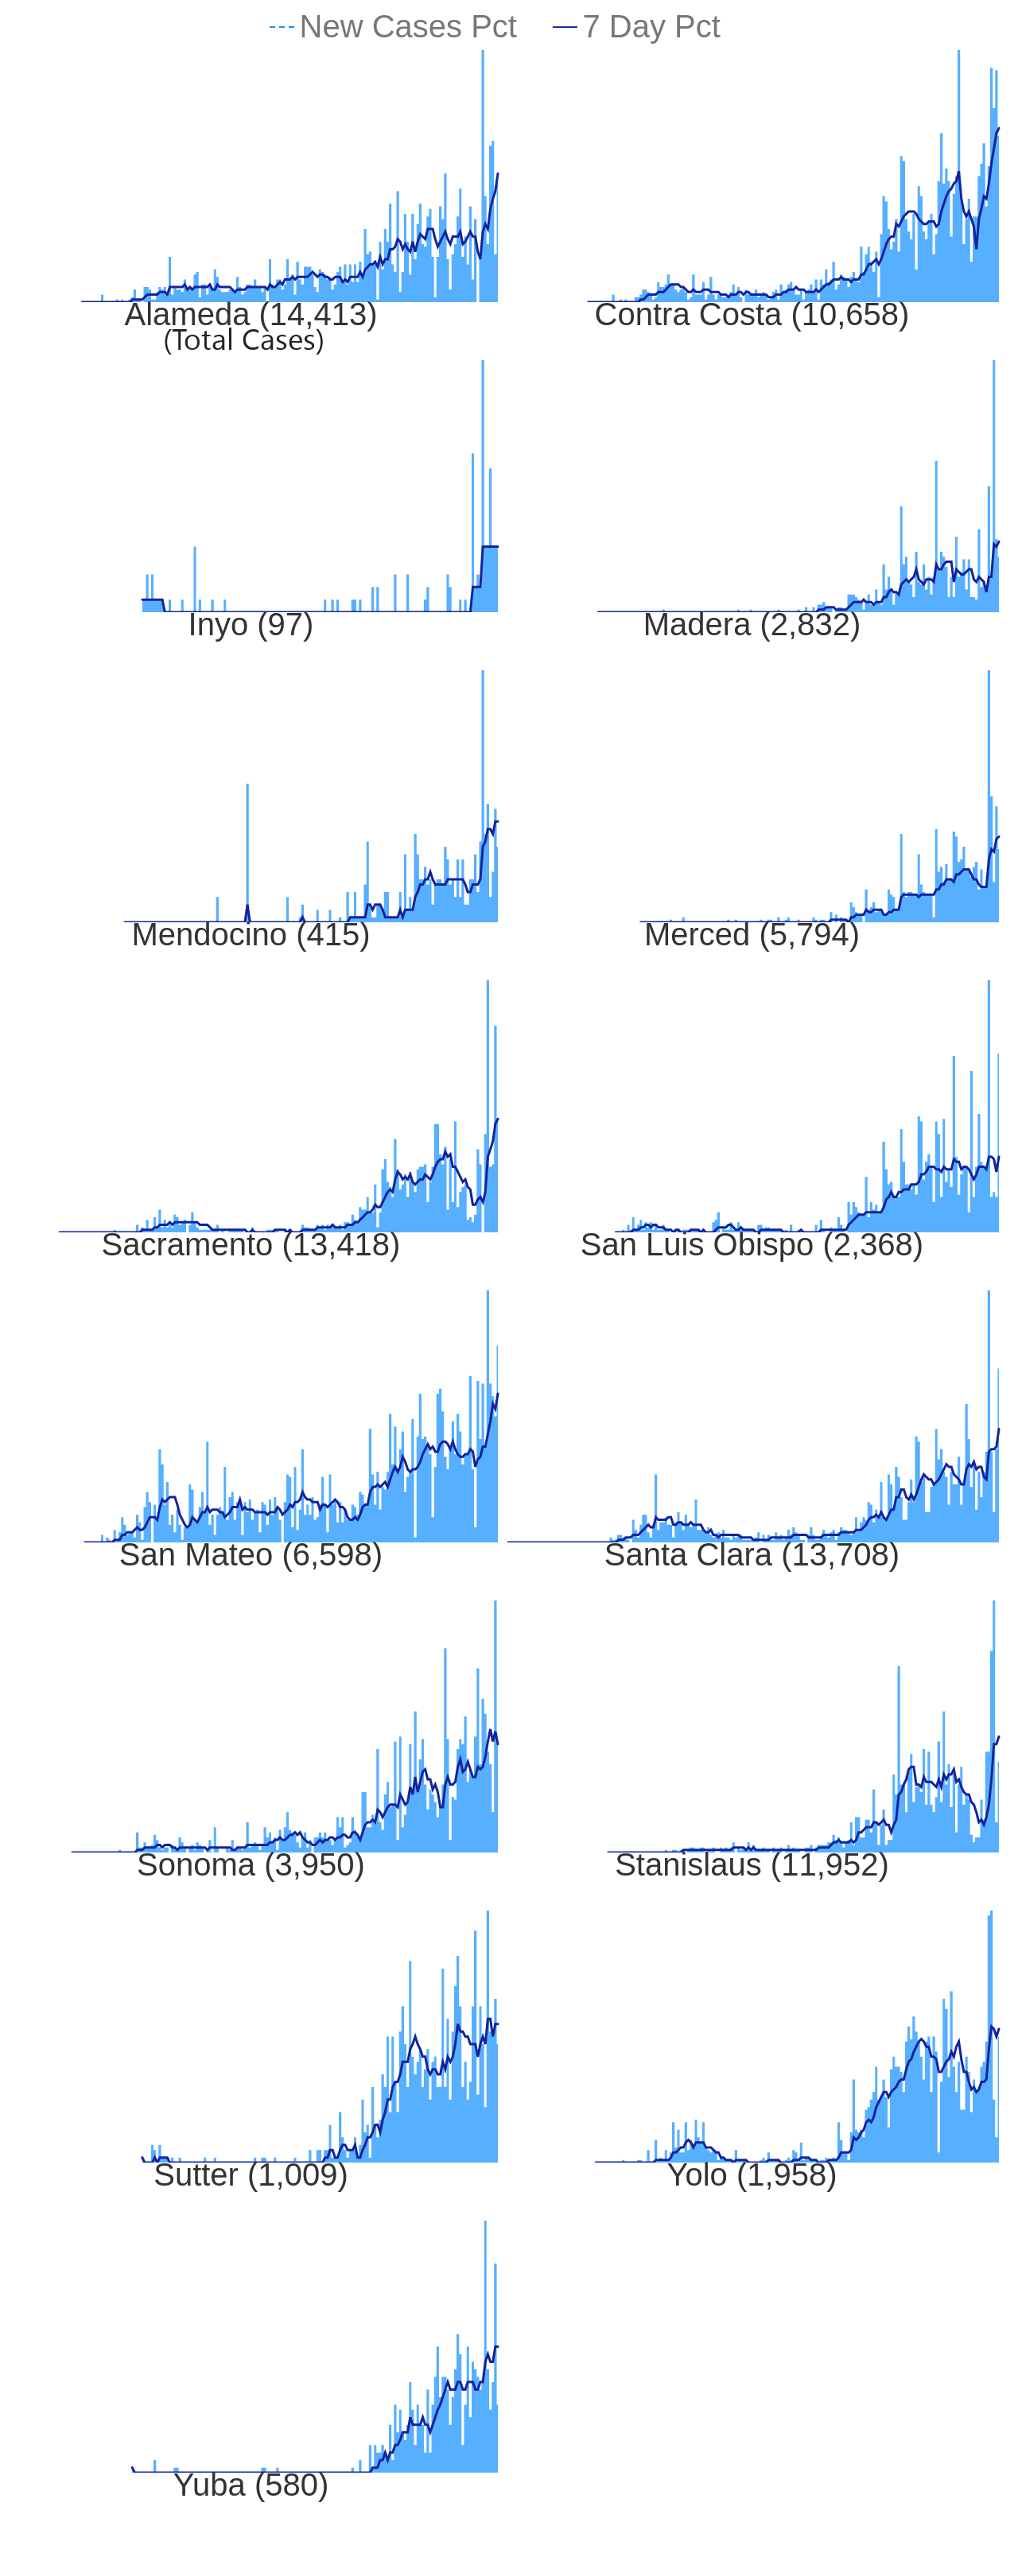 New Cases Pct 7 Day Pct
Alameda (14,413) Contra Costa (10,658)
(Total Cases)
Inyo (97) Madera (2,832)
Mendocino (415) Merced (5,794)
Sacramento (13,418) San Luis Obispo (2,368)
San Mateo (6,598) Santa Clara (13,708)
Sonoma (3,950) Stanislaus (11,952)
Sutter (1,009) Yolo (1,958)
Yuba (580)